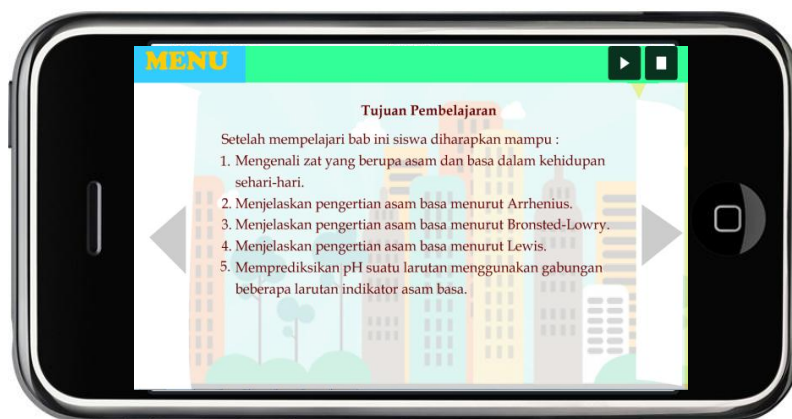 MENU
Tujuan Pembelajaran
Setelah mempelajari bab ini siswa diharapkan mampu :
1. Mengenali zat yang berupa asam dan basa dalam kehidupan
sehari-hari.
2. Menjelaskan pengertian asam basa menurut Arrhenius.
3. Menjelaskan pengertian asam basa menurut Bronsted-Lowry.
4. Menjelaskan pengertian asam basa menurut Lewis.
5. Memprediksikan pH suatu larutan menggunakan gabungan
beberapa larutan indikator asam basa.